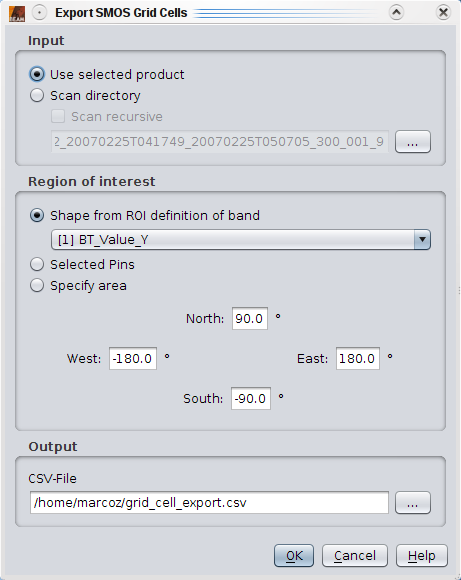 Export SMOS Grid Cells
Input
Use selected product
Scan directory
Scan recursive
2_20070225T041749_20070225T050705_300_001_9
...
Region of interest
Shape from ROI definition of band
[1] BT_Value_Y
Selected Pins
Specify area
North: 90.0 °
West: -180.0 ° East: 180.0 °
South: -90.0 °
Output
CSV-File
/home/marcoz/grid_cell_export.csv ...
OK Cancel Help